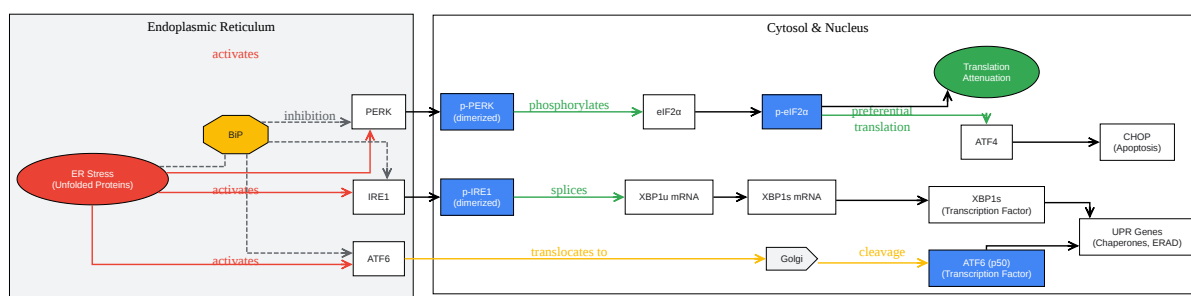 Endoplasmic Reticulum
activates
inhibition
BiP
PERK
ER Stress
(Unfolded Proteins)
activates
IRE1
activates
ATF6
Cytosol & Nucleus
Translation
Attenuation
p-PERK
(dimerized)
phosphorylates
eIF2α
p-eIF2α
preferential
translation
ATF4
CHOP
(Apoptosis)
p-IRE1
(dimerized)
splices
XBP1u mRNA
XBP1s mRNA
XBP1s
(Transcription Factor)
UPR Genes
(Chaperones, ERAD)
translocates to
Golgi
cleavage
ATF6 (p50)
(Transcription Factor)